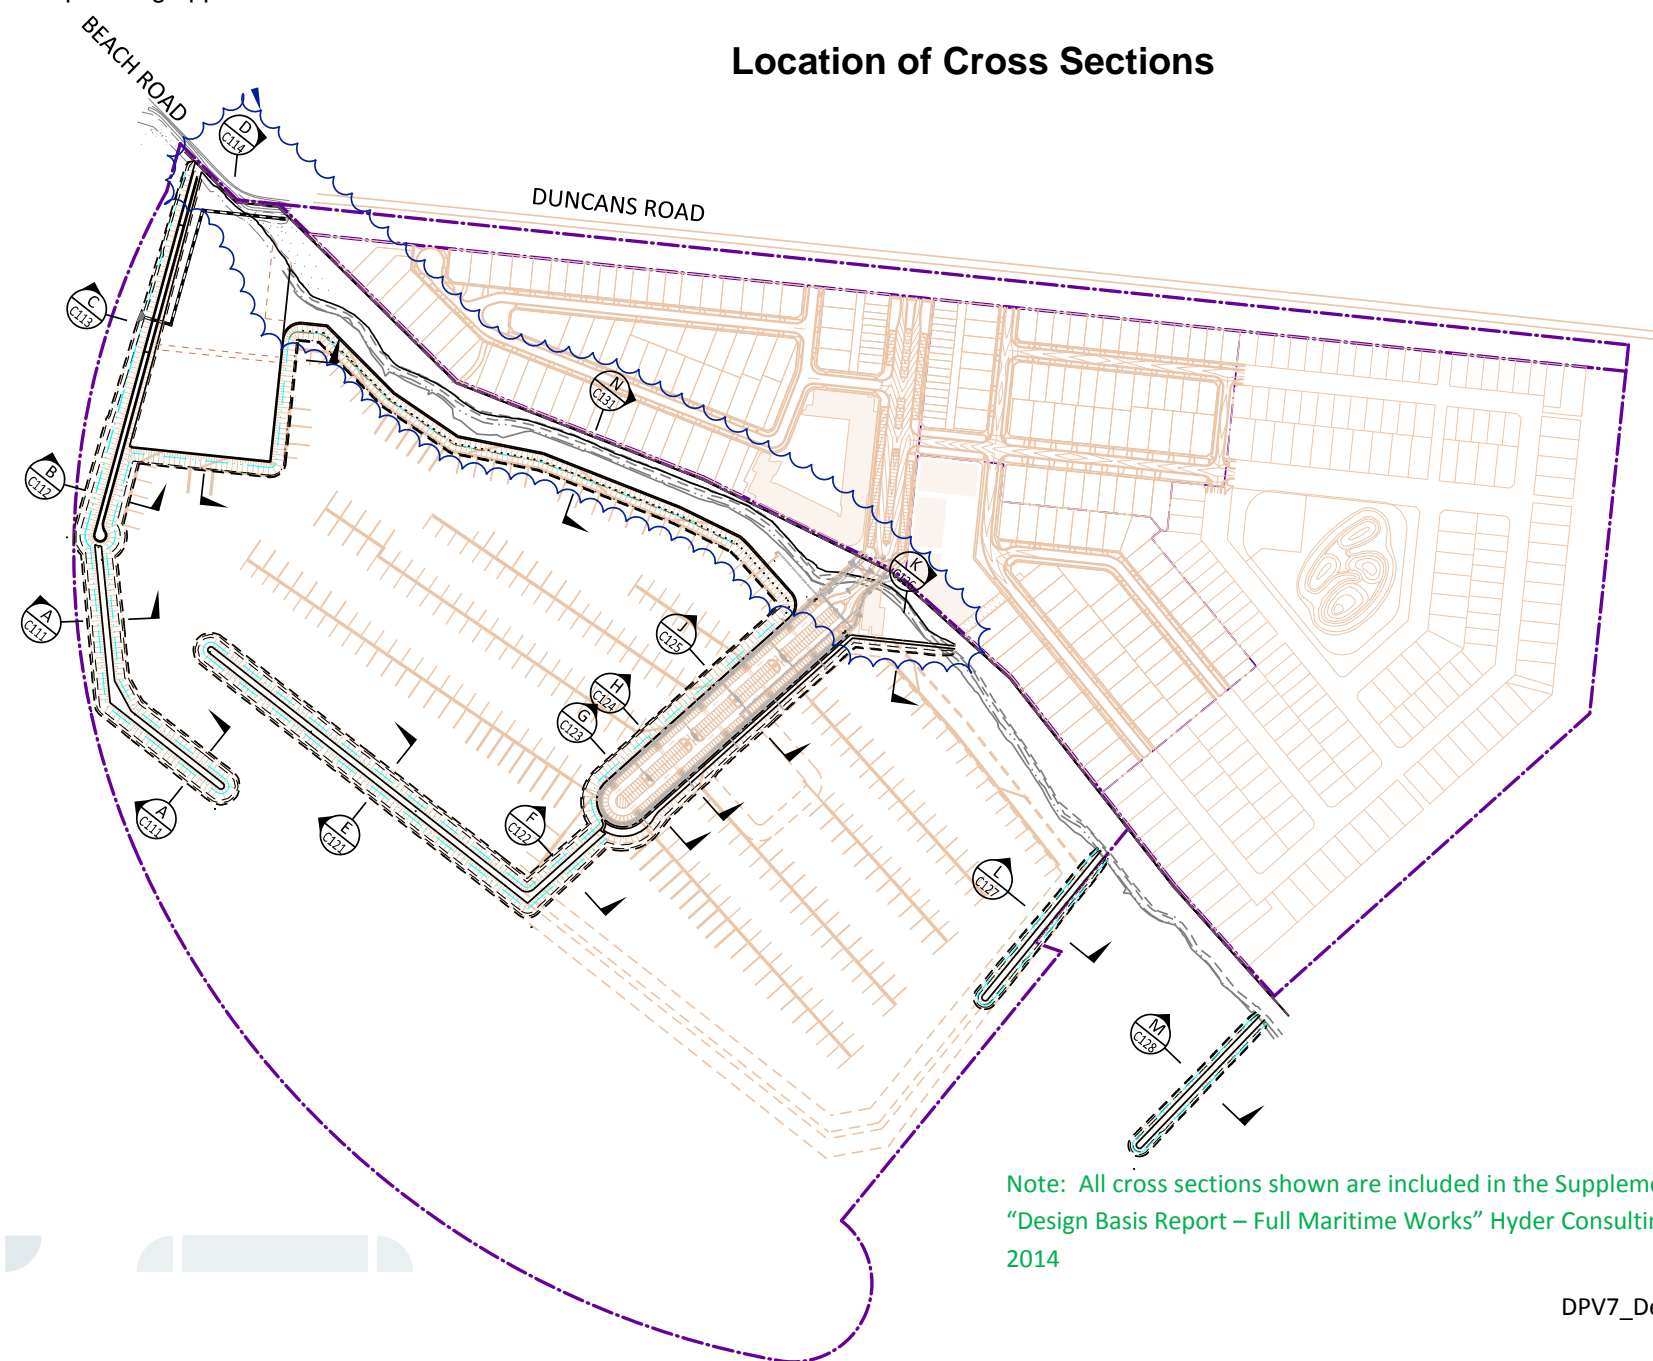 Location of Cross Sections
BEACH ROAD
D
C114
DUNCANS ROAD
C
C113
N
C131
B
C112
K
C126
A
C111
J
C125
H
C124
G
C123
A
C111
E
C121
F
C122
L
C127
M
C128
Note: All cross sections shown are included in the Suppleme
“Design Basis Report – Full Maritime Works” Hyder Consultin
2014
DPV7_De